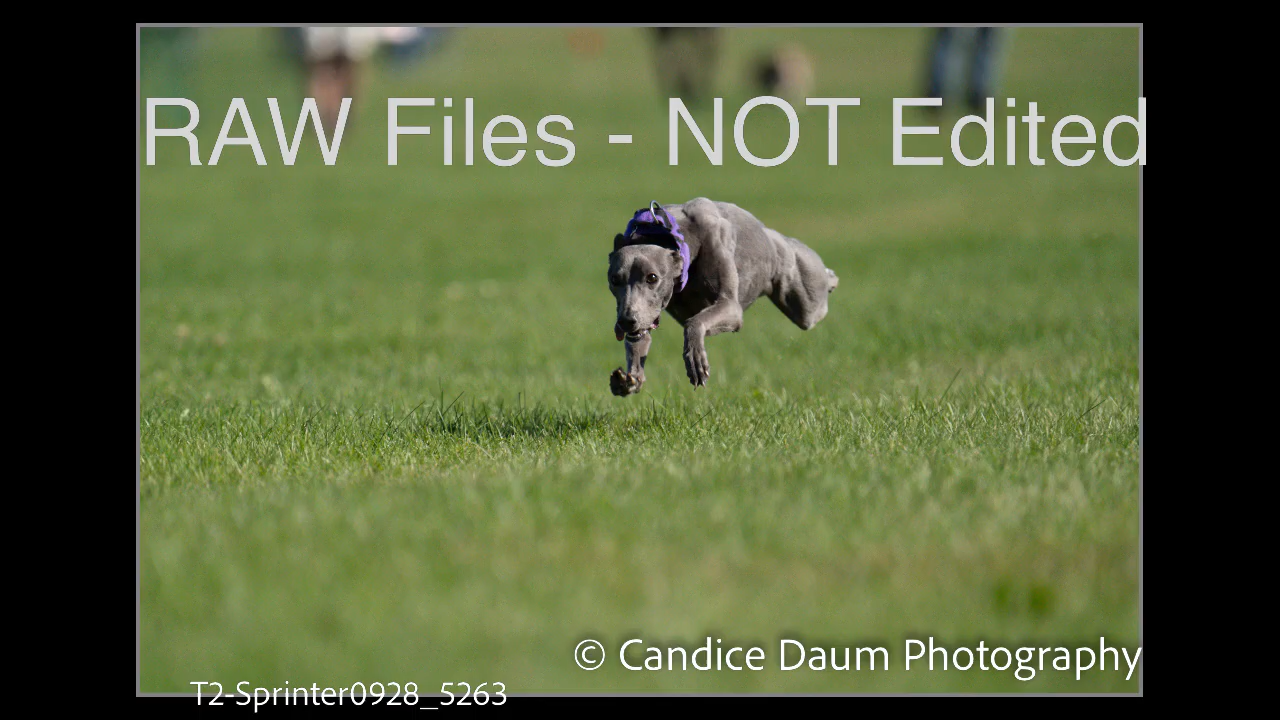 RAW Files - NOT Edited
© Candice Daum Photography
T2-Sprinter0928_5263